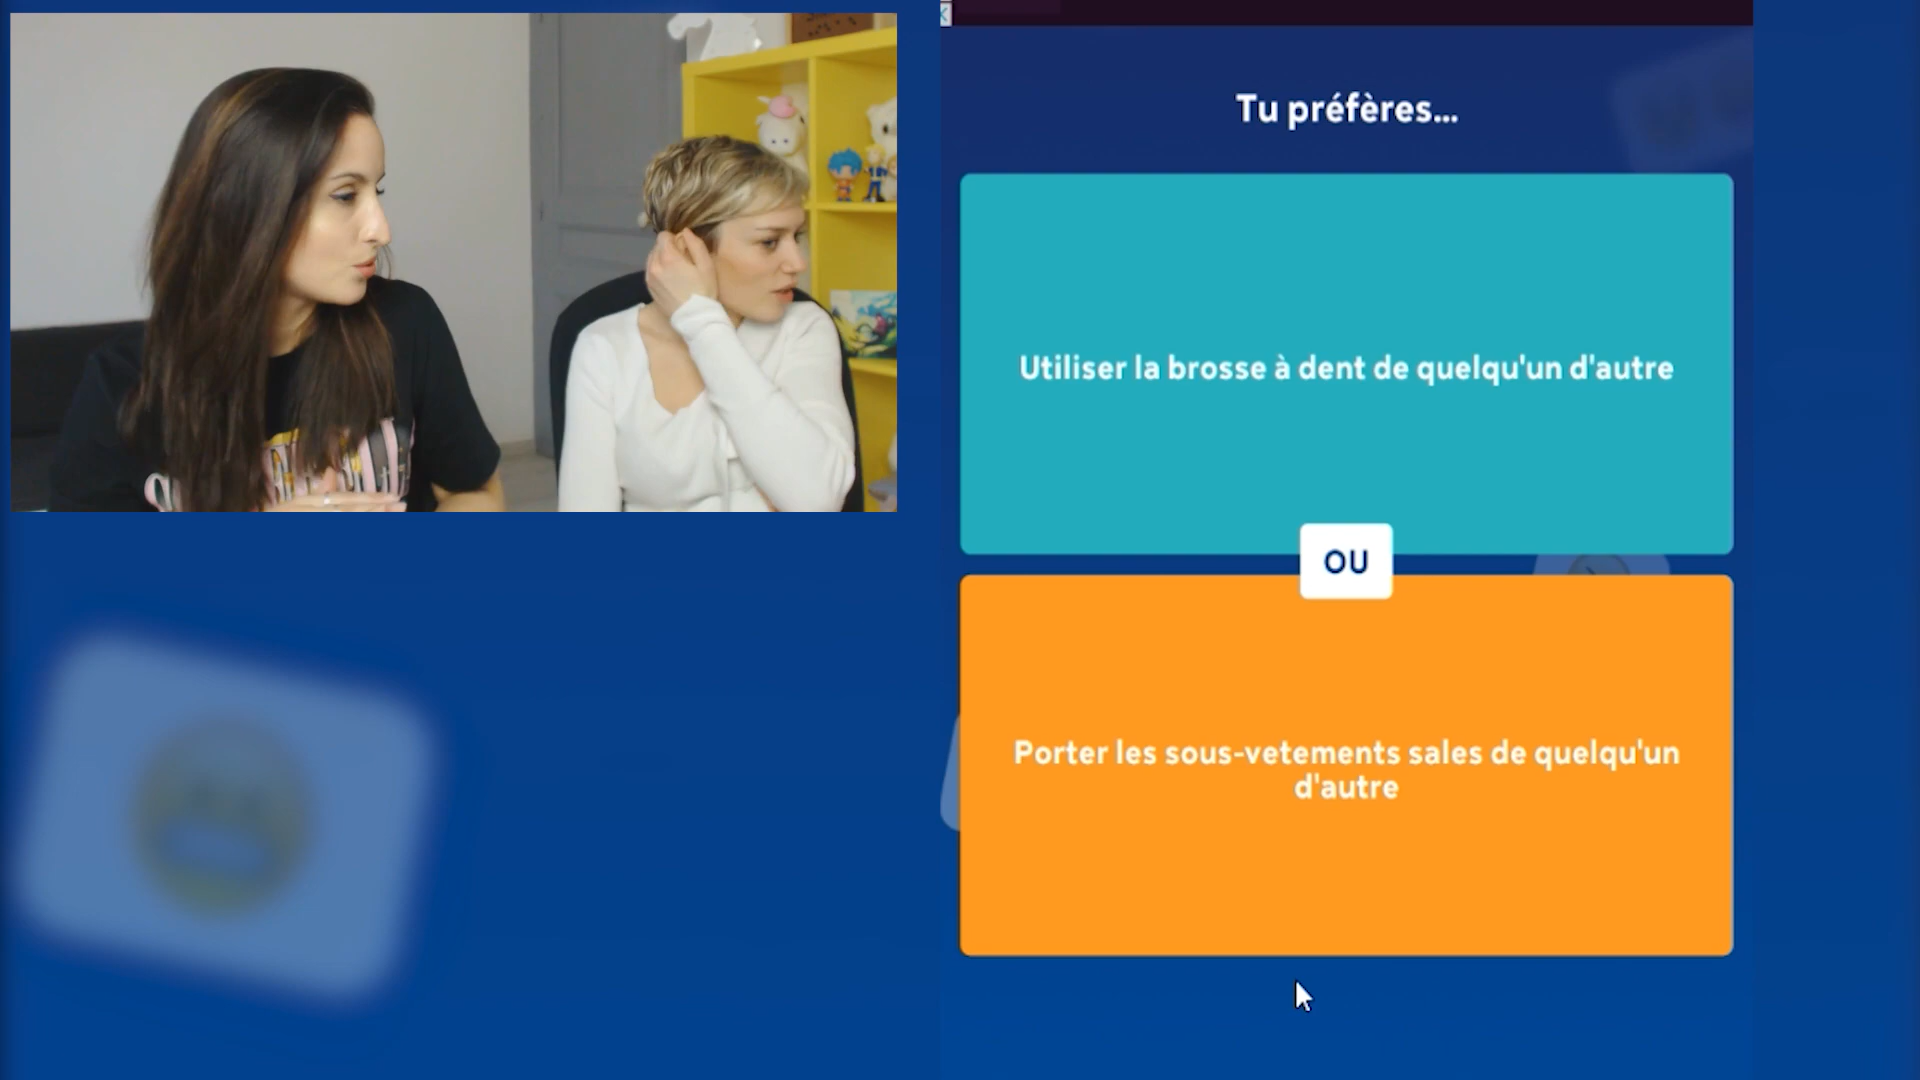 Tu préfères...
Utiliser la brosse à dent de quelqu'un d'autre
OU
Porter les sous-vetements sales de quelqu'un
d'autre